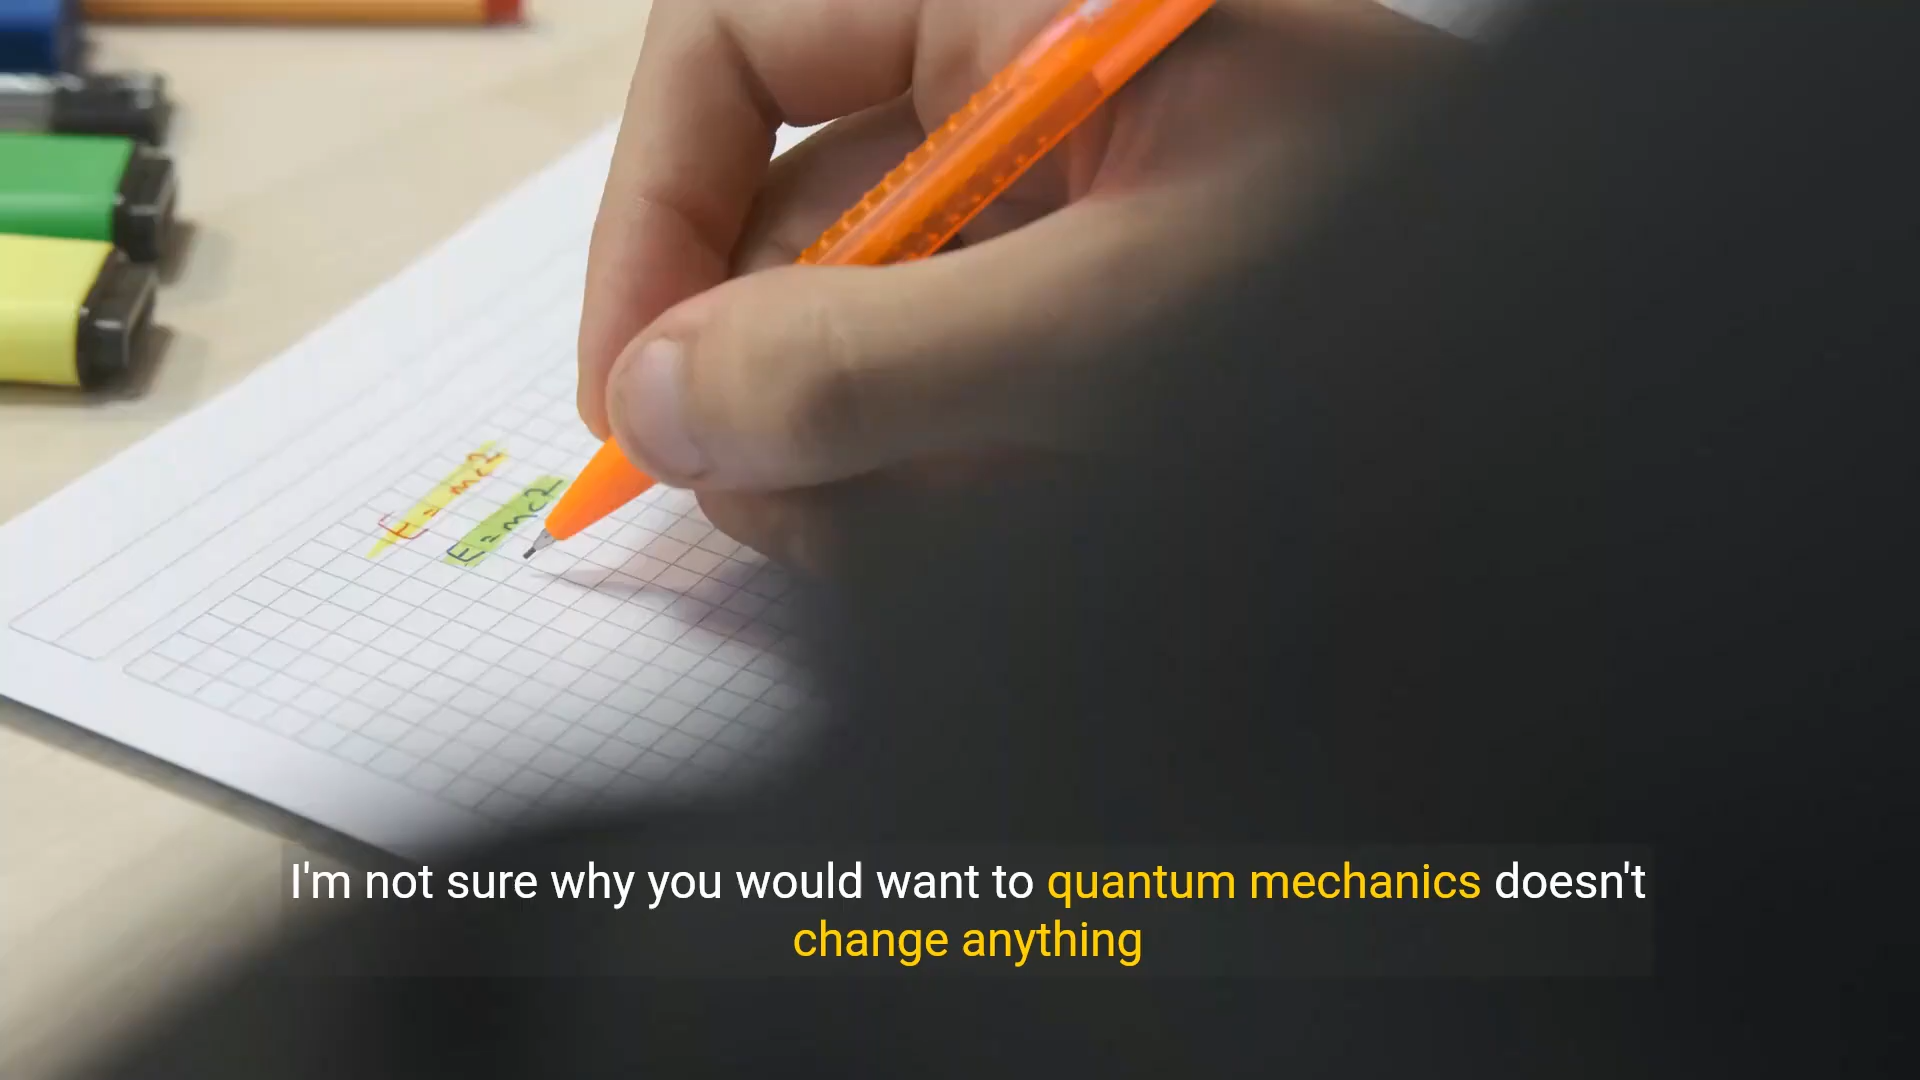 E = mc2
E = mc2
I'm not sure why you would want to quantum mechanics doesn't
change anything